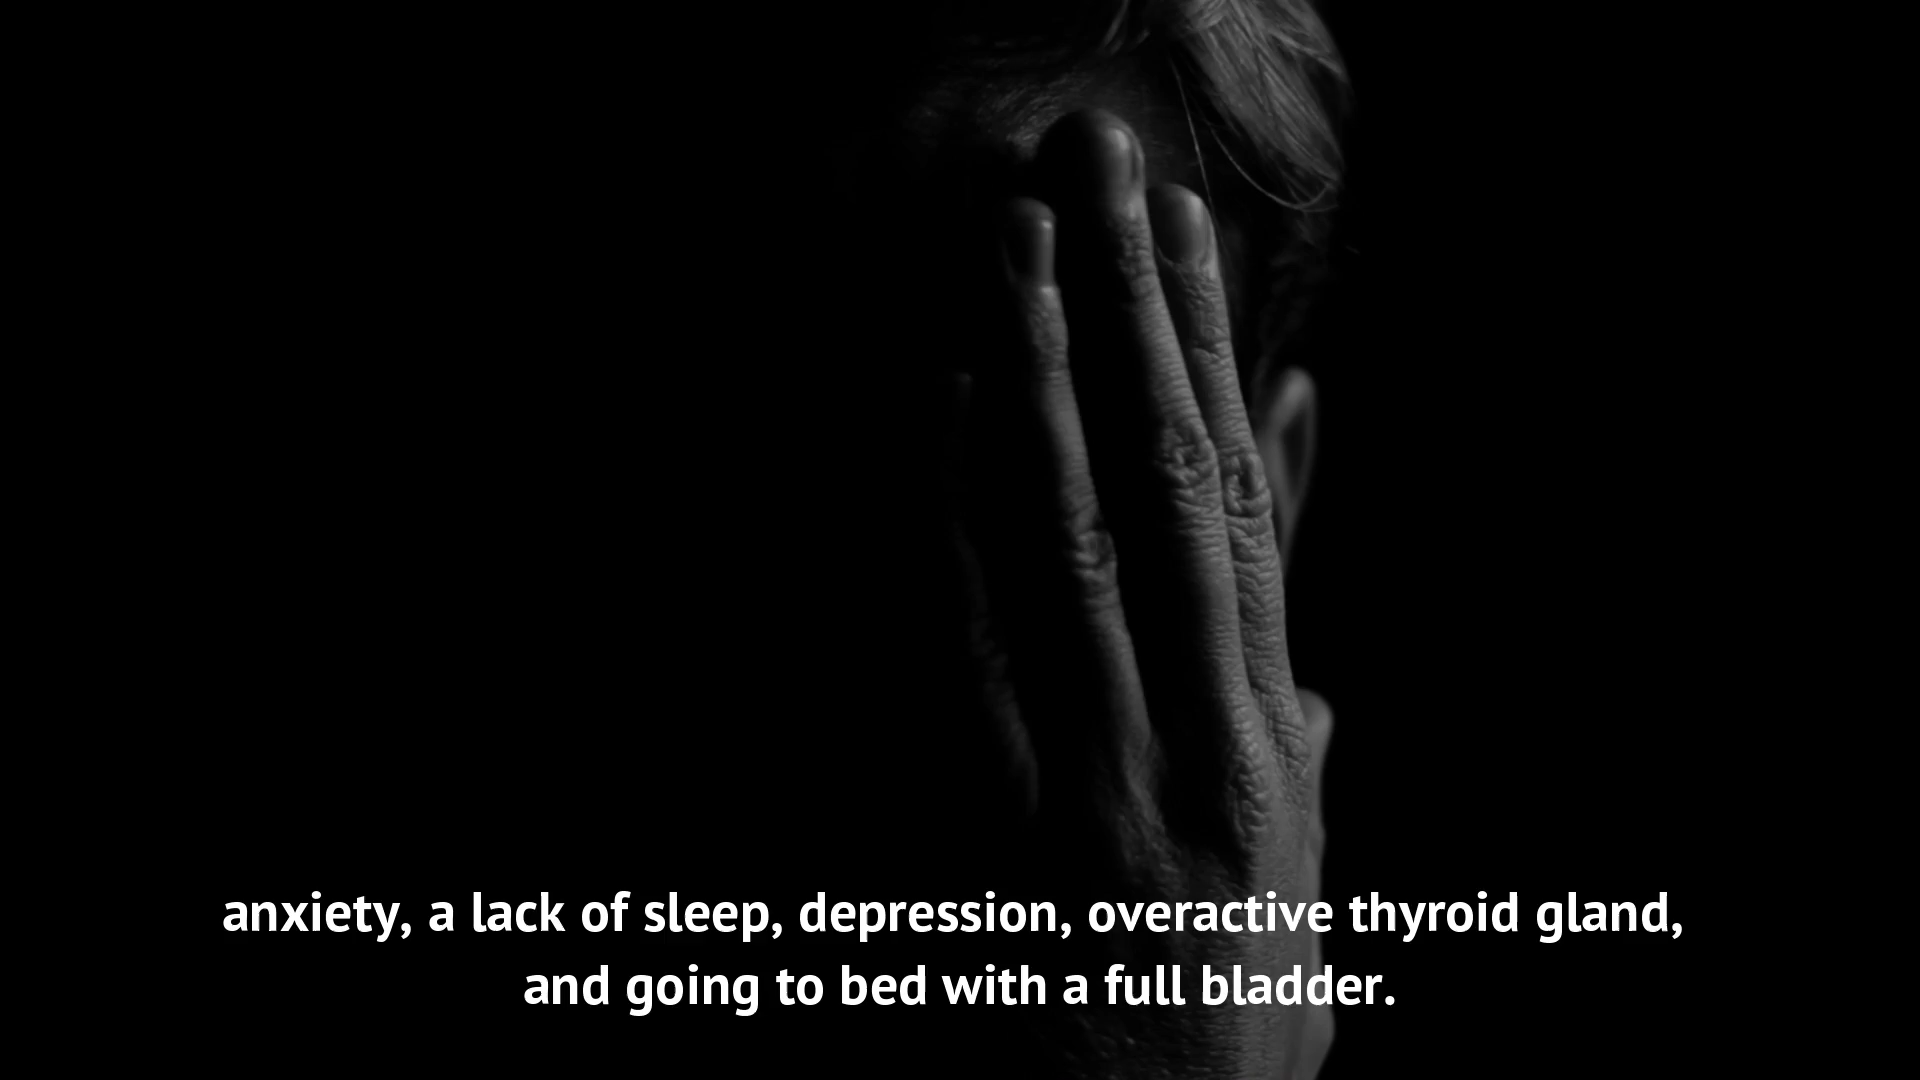 anxiety, a lack of sleep, depression, overactive thyroid gland,
and going to bed with a full bladder.